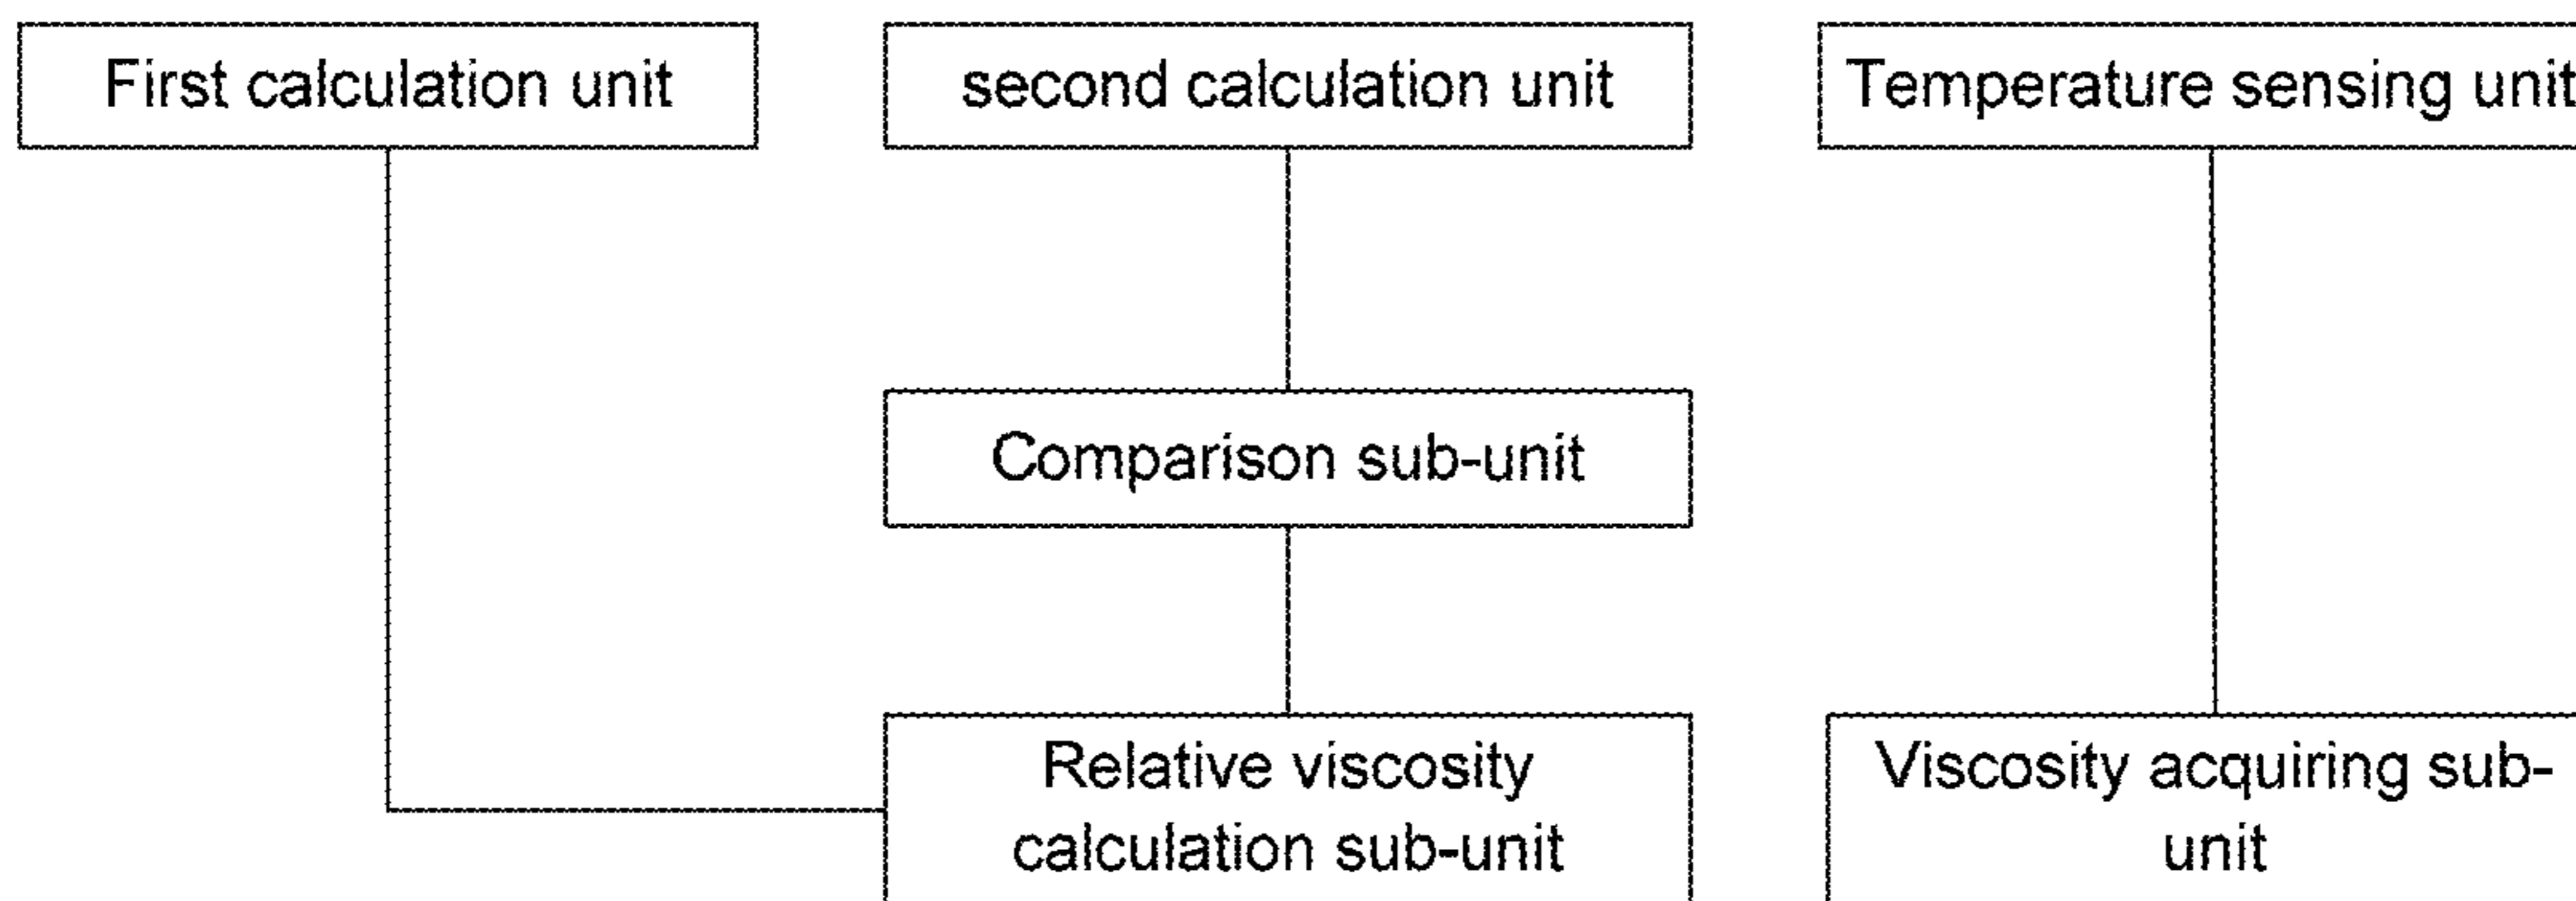 First calculation unit
second calculation unit
Temperature sensing unit
Comparison sub-unit
Relative viscosity
calculation sub-unit
Viscosity acquiring sub-
unit